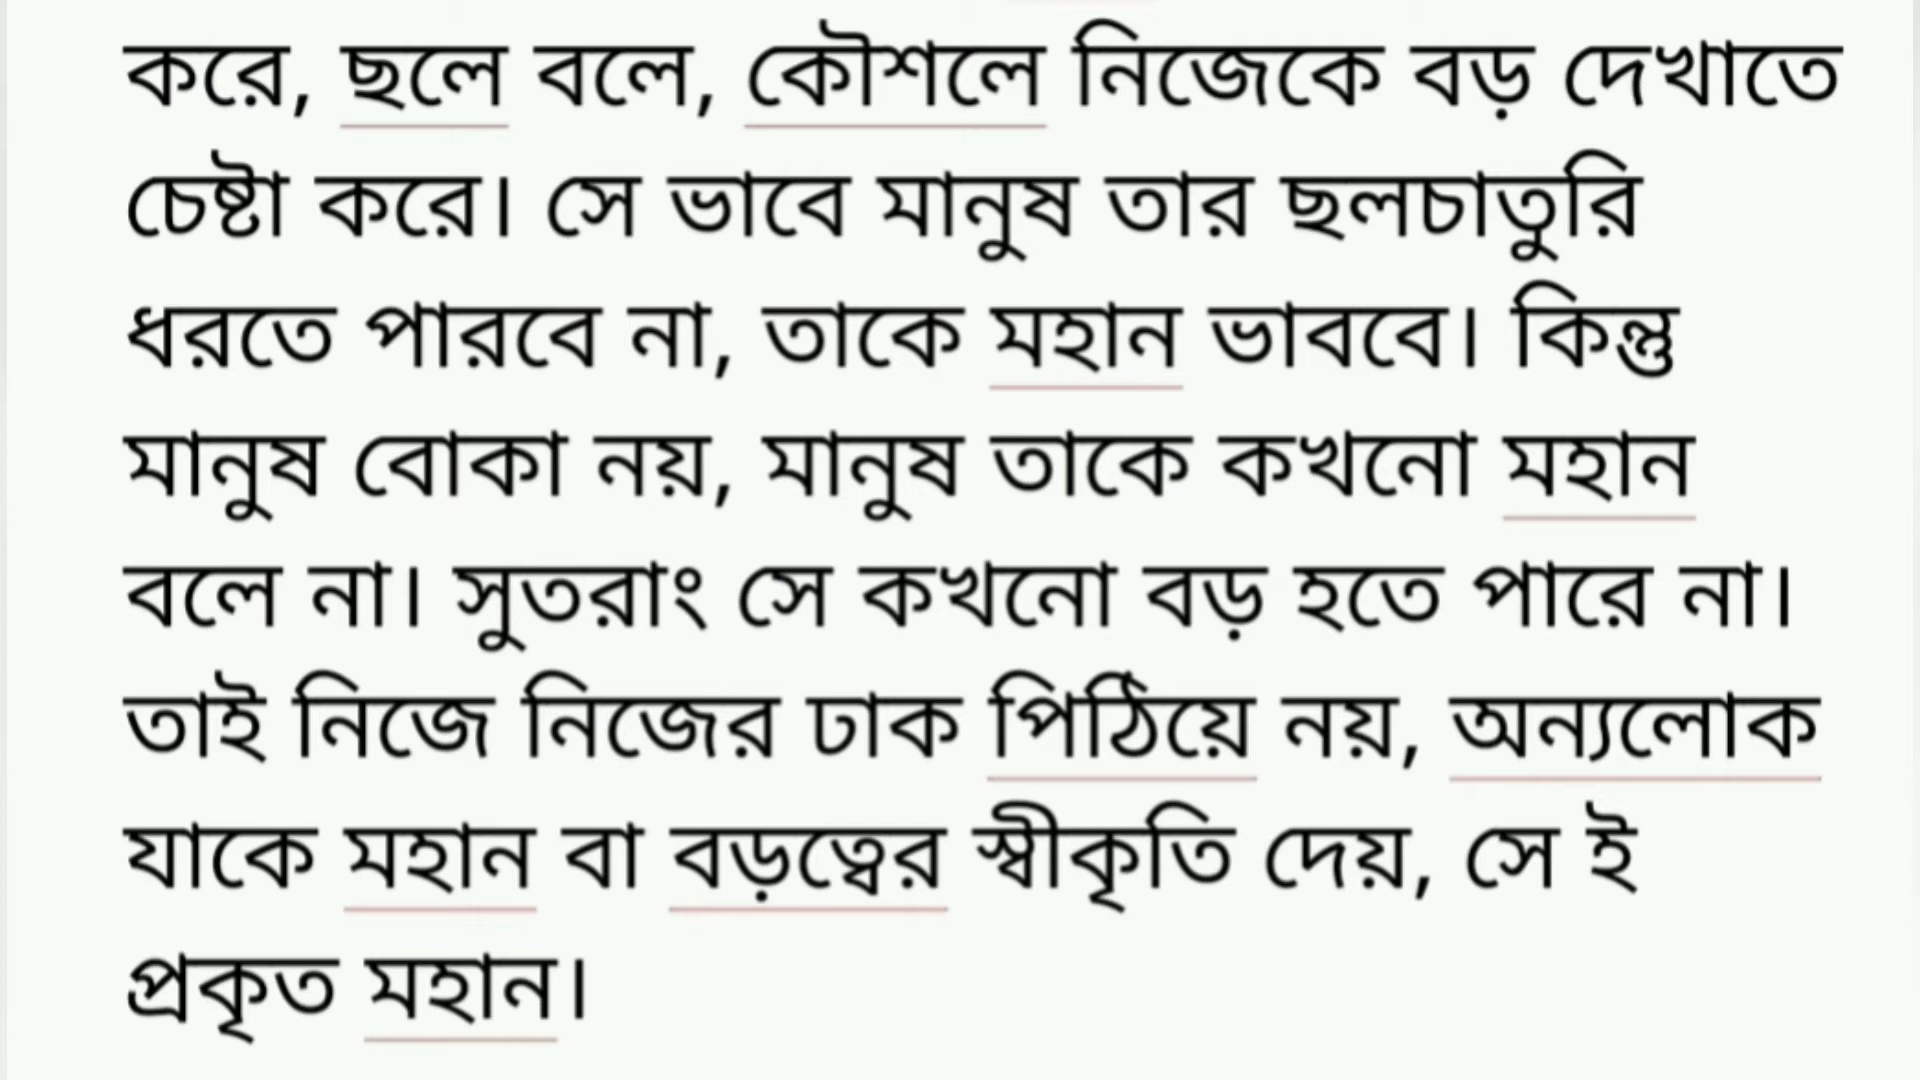 করে, ছলে বলে, কৌশলে নিজেকে বড় দেখাতে
চেষ্টা করে। সে ভাবে মানুষ তার ছলচাতুরি
ধরতে পারবে না, তাকে মহান ভাববে। কিন্তু
মানুষ বোকা নয়, মানুষ তাকে কখনো মহান
বলে না। সুতরাং সে কখনো বড় হতে পারে না।
তাই নিজে নিজের ঢাক পিঠিয়ে নয়, অন্যলোক
যাকে মহান বা বড়ত্বের স্বীকৃতি দেয়, সে ই
প্রকৃত মহান।